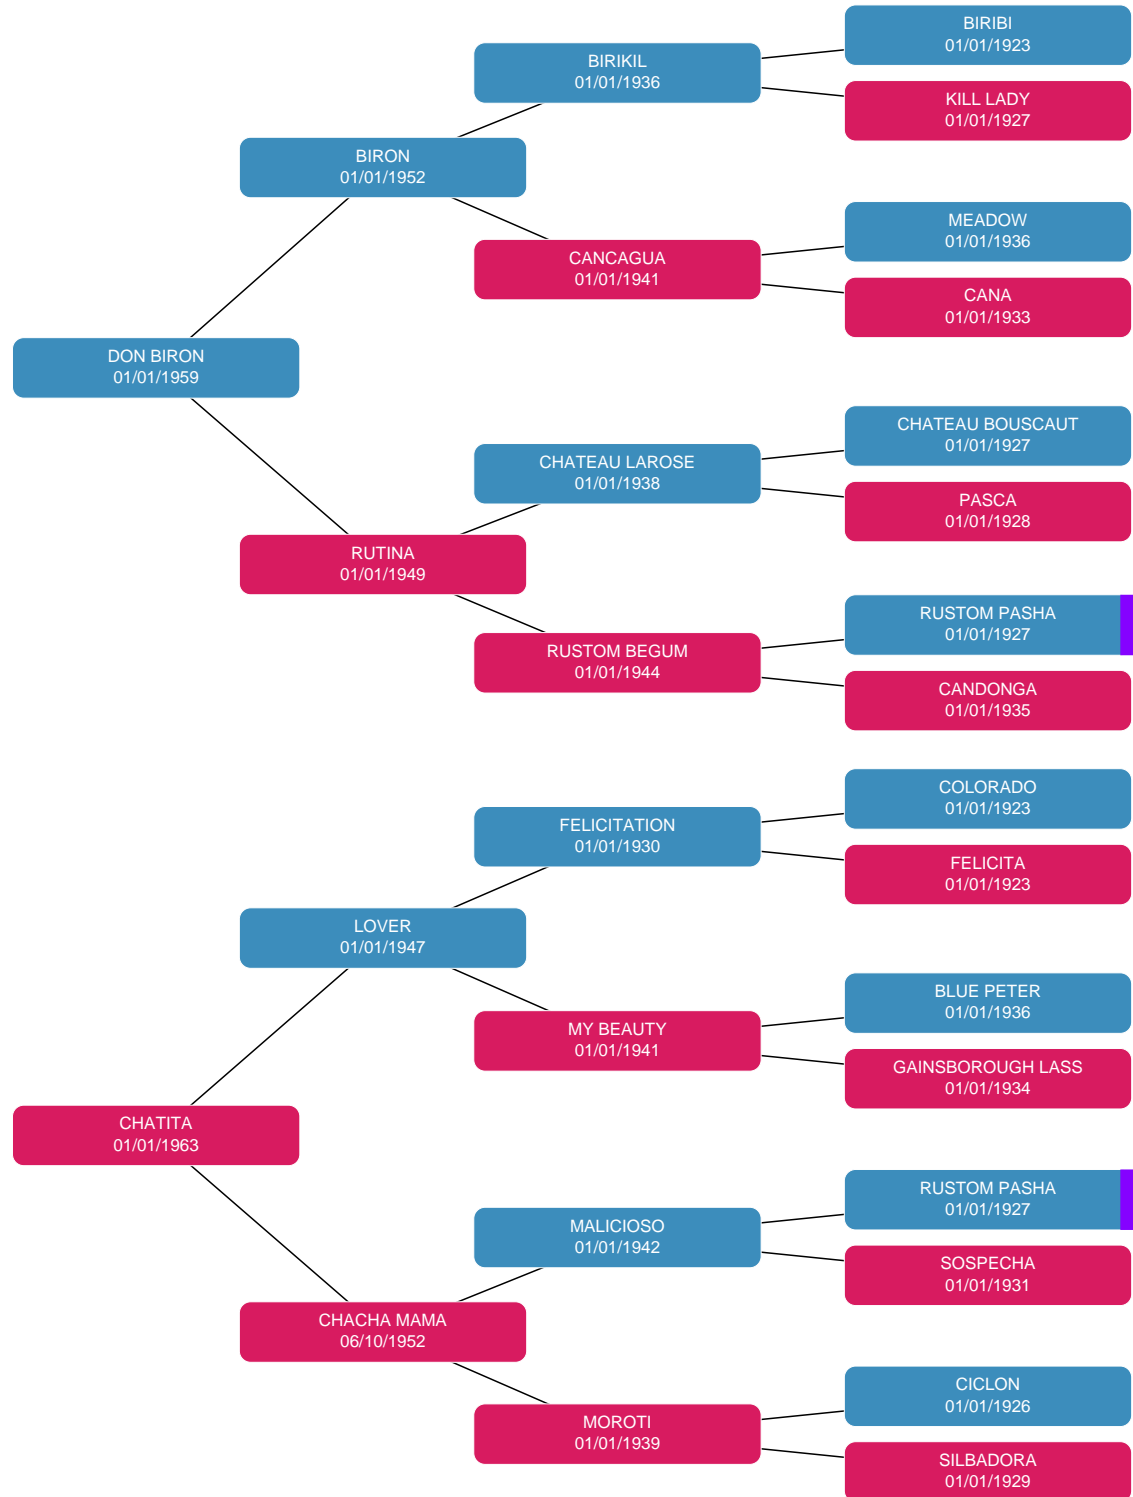 BIRIBI
01/01/1923
BIRIKIL
01/01/1936
KILL LADY
01/01/1927
BIRON
01/01/1952
MEADOW
01/01/1936
CANCAGUA
01/01/1941
CANA
01/01/1933
DON BIRON
01/01/1959
CHATEAU BOUSCAUT
01/01/1927
CHATEAU LAROSE
01/01/1938
PASCA
01/01/1928
RUTINA
01/01/1949
RUSTOM PASHA
01/01/1927
RUSTOM BEGUM
01/01/1944
CANDONGA
01/01/1935
COLORADO
01/01/1923
FELICITATION
01/01/1930
FELICITA
01/01/1923
LOVER
01/01/1947
BLUE PETER
01/01/1936
MY BEAUTY
01/01/1941
GAINSBOROUGH LASS
01/01/1934
CHATITA
01/01/1963
RUSTOM PASHA
01/01/1927
MALICIOSO
01/01/1942
SOSPECHA
01/01/1931
CHACHA MAMA
06/10/1952
CICLON
01/01/1926
MOROTI
01/01/1939
SILBADORA
01/01/1929